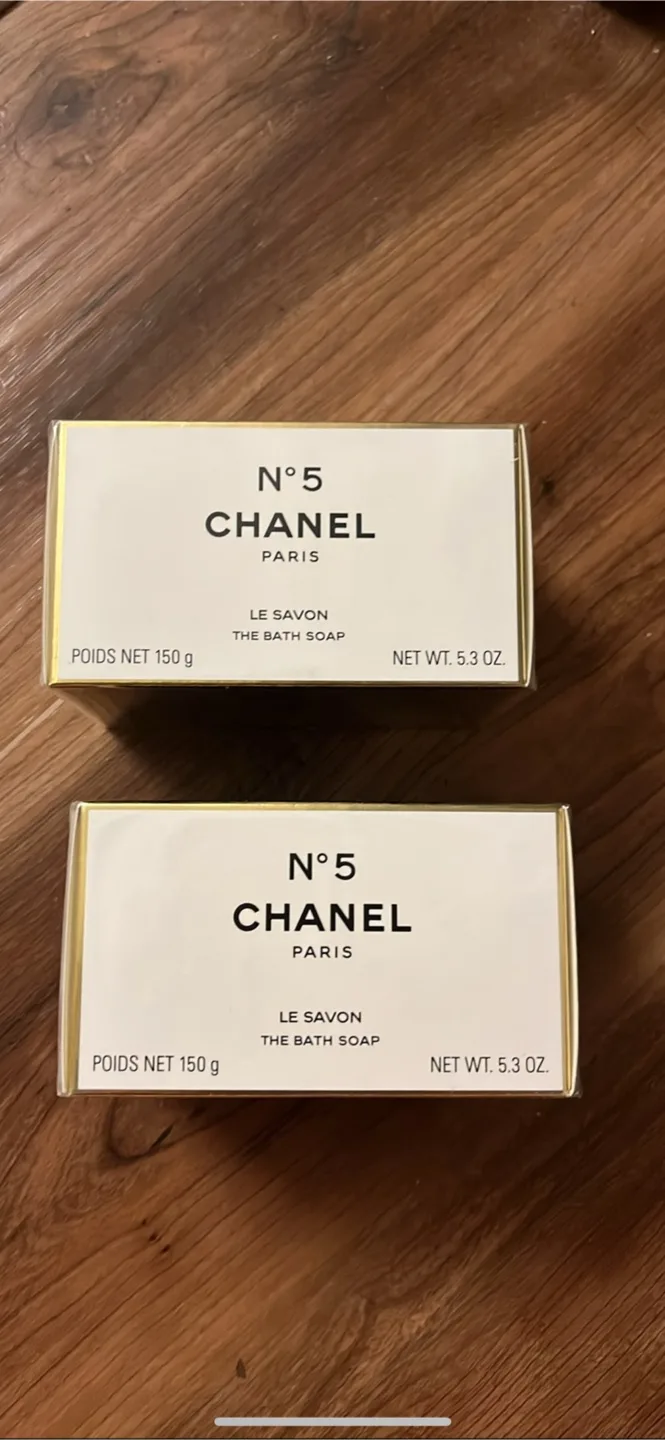 N°5
CHANEL
PARIS
LE SAVON
THE BATH SOAP
POIDS NET 150 g NET WT. 5.3 OZ.
N°5
CHANEL
PARIS
LE SAVON
THE BATH SOAP
POIDS NET 150 g NET WT. 5.3 OZ.